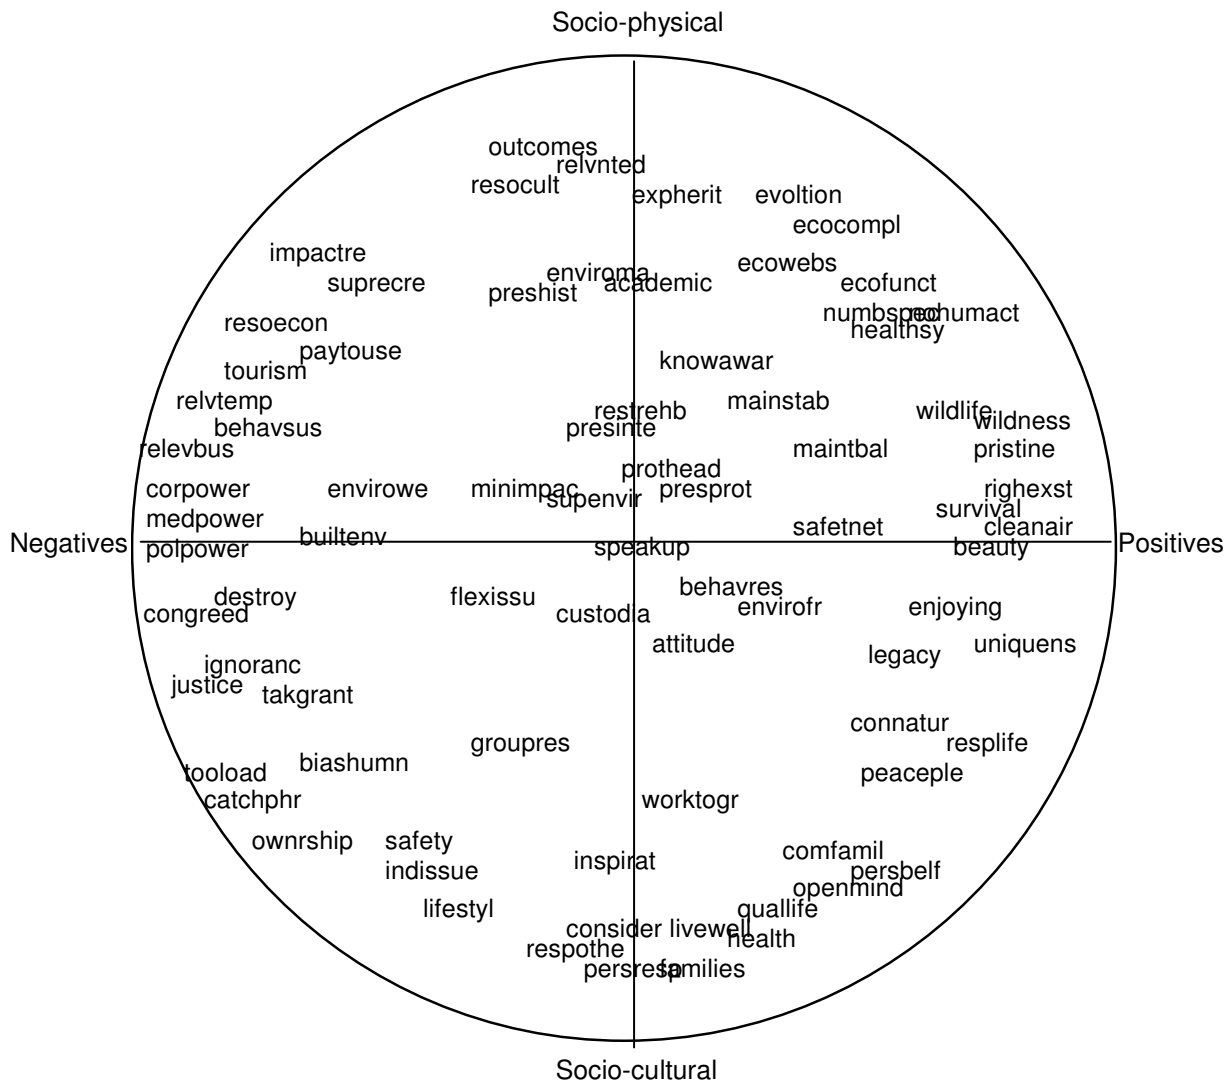 Socio-physical
outcomes
relvnted
resocult
expherit
evoltion
ecocompl
impactre
ecowebs
enviroma
suprecre
academic
ecofunct
preshist
numbsped
nohumact
resoecon
healthsy
paytouse
knowawar
tourism
relvtemp
mainstab
restrehb
wildlife
wildness
behavsus
presinte
relevbus
maintbal
pristine
prothead
corpower
envirowe
minimpac
presprot
righexst
supenvir
survival
medpower
safetnet
cleanair
builtenv
Negatives
polpower
speakup
beauty
Positives
behavres
destroy
flexissu
congreed
custodia
envirofr
enjoying
attitude
uniquens
legacy
ignoranc
justice
takgrant
connatur
groupres
resplife
biashumn
tooload
peaceple
catchphr
worktogr
ownrship
safety
comfamil
inspirat
indissue
persbelf
openmind
lifestyl
quallife
consider livewell
health
respothe
persresp
families
Socio-cultural